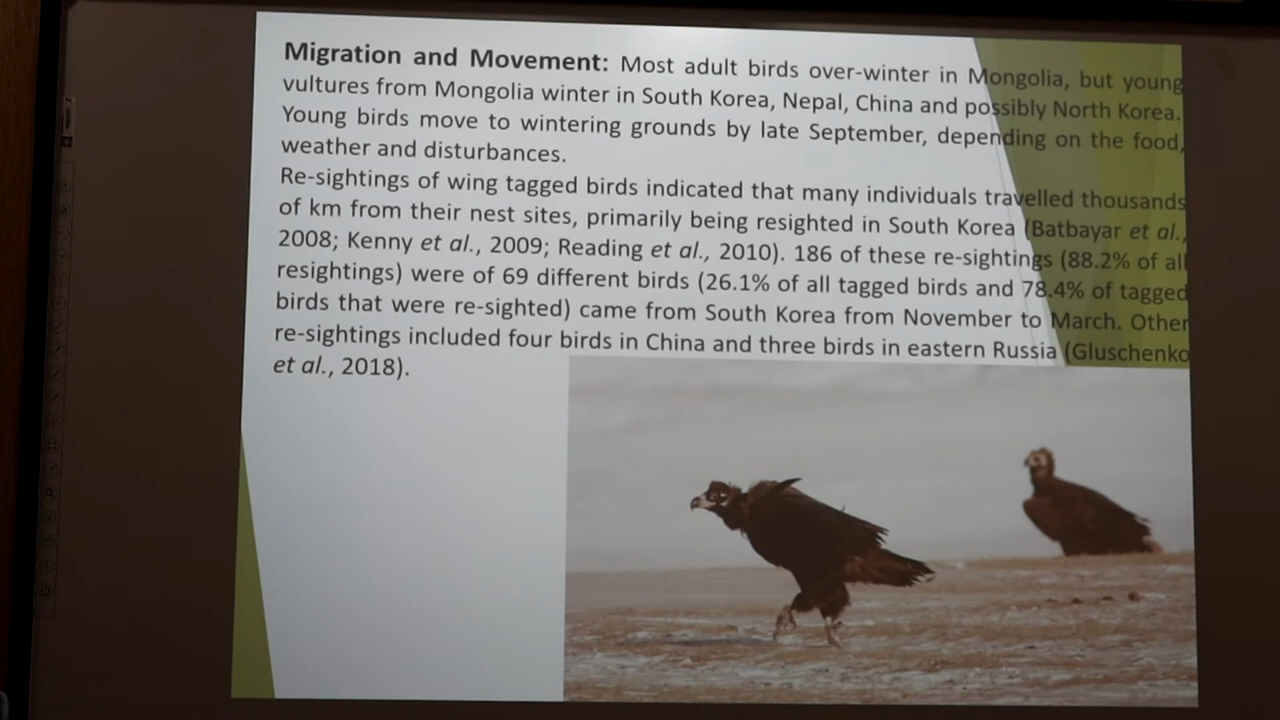 Migration and Movement: Most adult birds over-winter in Mongolia, but young
vultures from Mongolia winter in South Korea, Nepal, China and possibly North Korea.
Young birds move to wintering grounds by late September, depending on the food,
weather and disturbances.
Re-sightings of wing tagged birds indicated that many individuals travelled thousands
of km from their nest sites, primarily being resighted in South Korea (Batbayar et al.,
2008; Kenny et al., 2009; Reading et al., 2010). 186 of these re-sightings (88.2% of all
resightings) were of 69 different birds (26.1% of all tagged birds and 78.4% of tagged
birds that were re-sighted) came from South Korea from November to March. Other
re-sightings included four birds in China and three birds in eastern Russia (Gluschenko
et al., 2018).